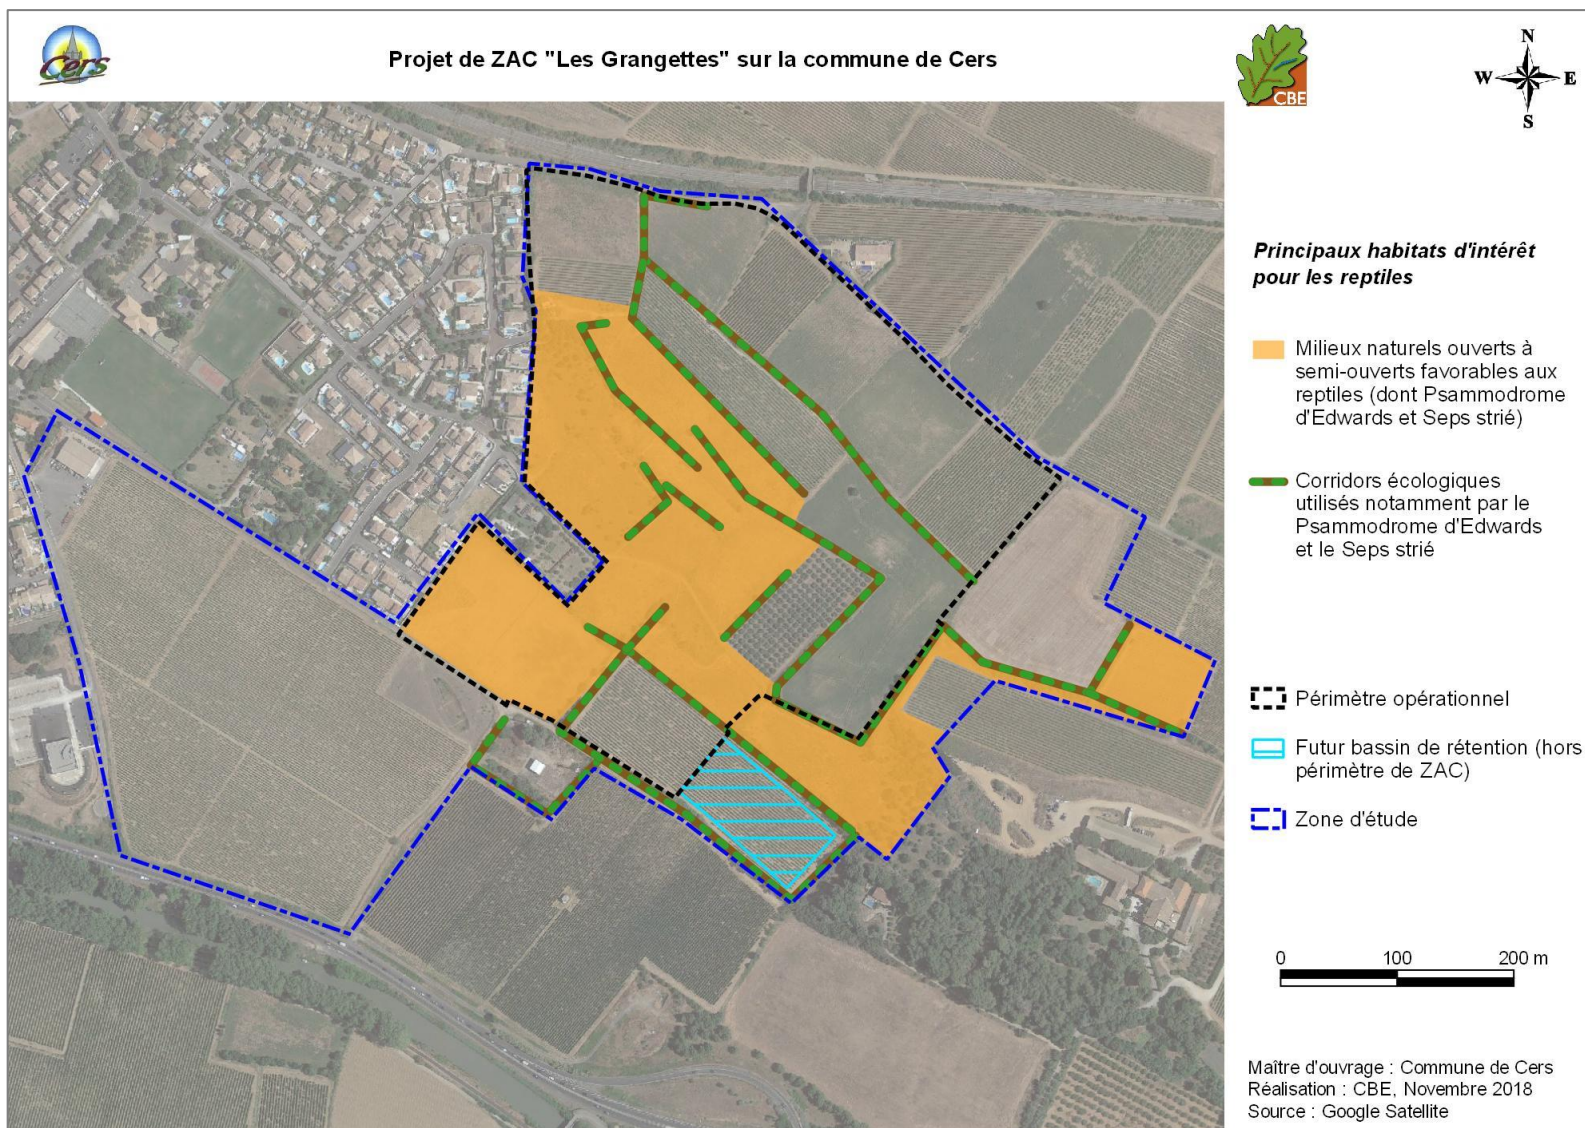 Cers
Projet de ZAC "Les Grangettes" sur la commune de Cers
CBE
N
W E
S
Principaux habitats d'intérêt
pour les reptiles
Milieux naturels ouverts à
semi-ouverts favorables aux
reptiles (dont Psammodrome
d'Edwards et Seps strié)
Corridors écologiques
utilisés notamment par le
Psammodrome d'Edwards
et le Seps strié
Périmètre opérationnel
Futur bassin de rétention (hors
périmètre de ZAC)
Zone d'étude
0 100 200 m
Maître d'ouvrage : Commune de Cers
Réalisation : CBE, Novembre 2018
Source : Google Satellite